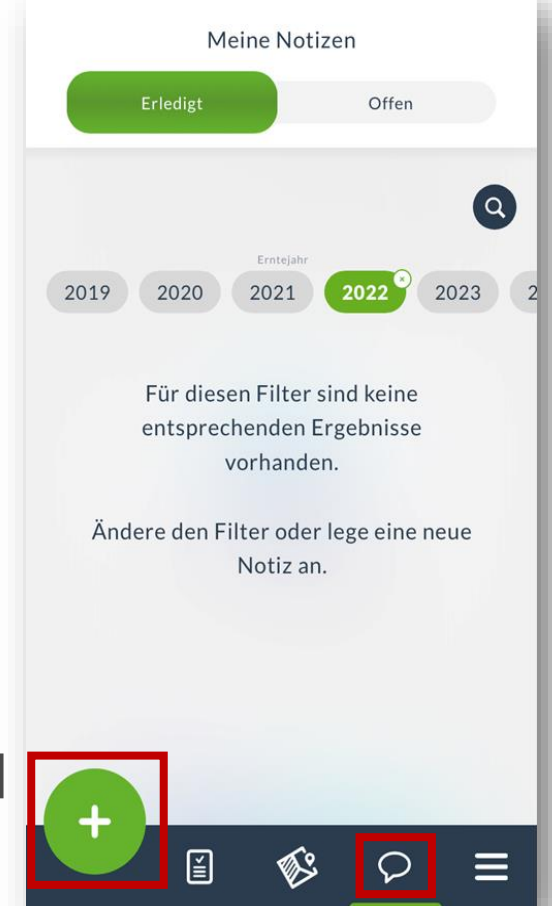 Meine Notizen
Erledigt
Offen
Erntejahr
2019 2020 2021 2022 2023 2
Für diesen Filter sind keine
entsprechenden Ergebnisse
vorhanden.
Ändere den Filter oder lege eine neue
Notiz an.